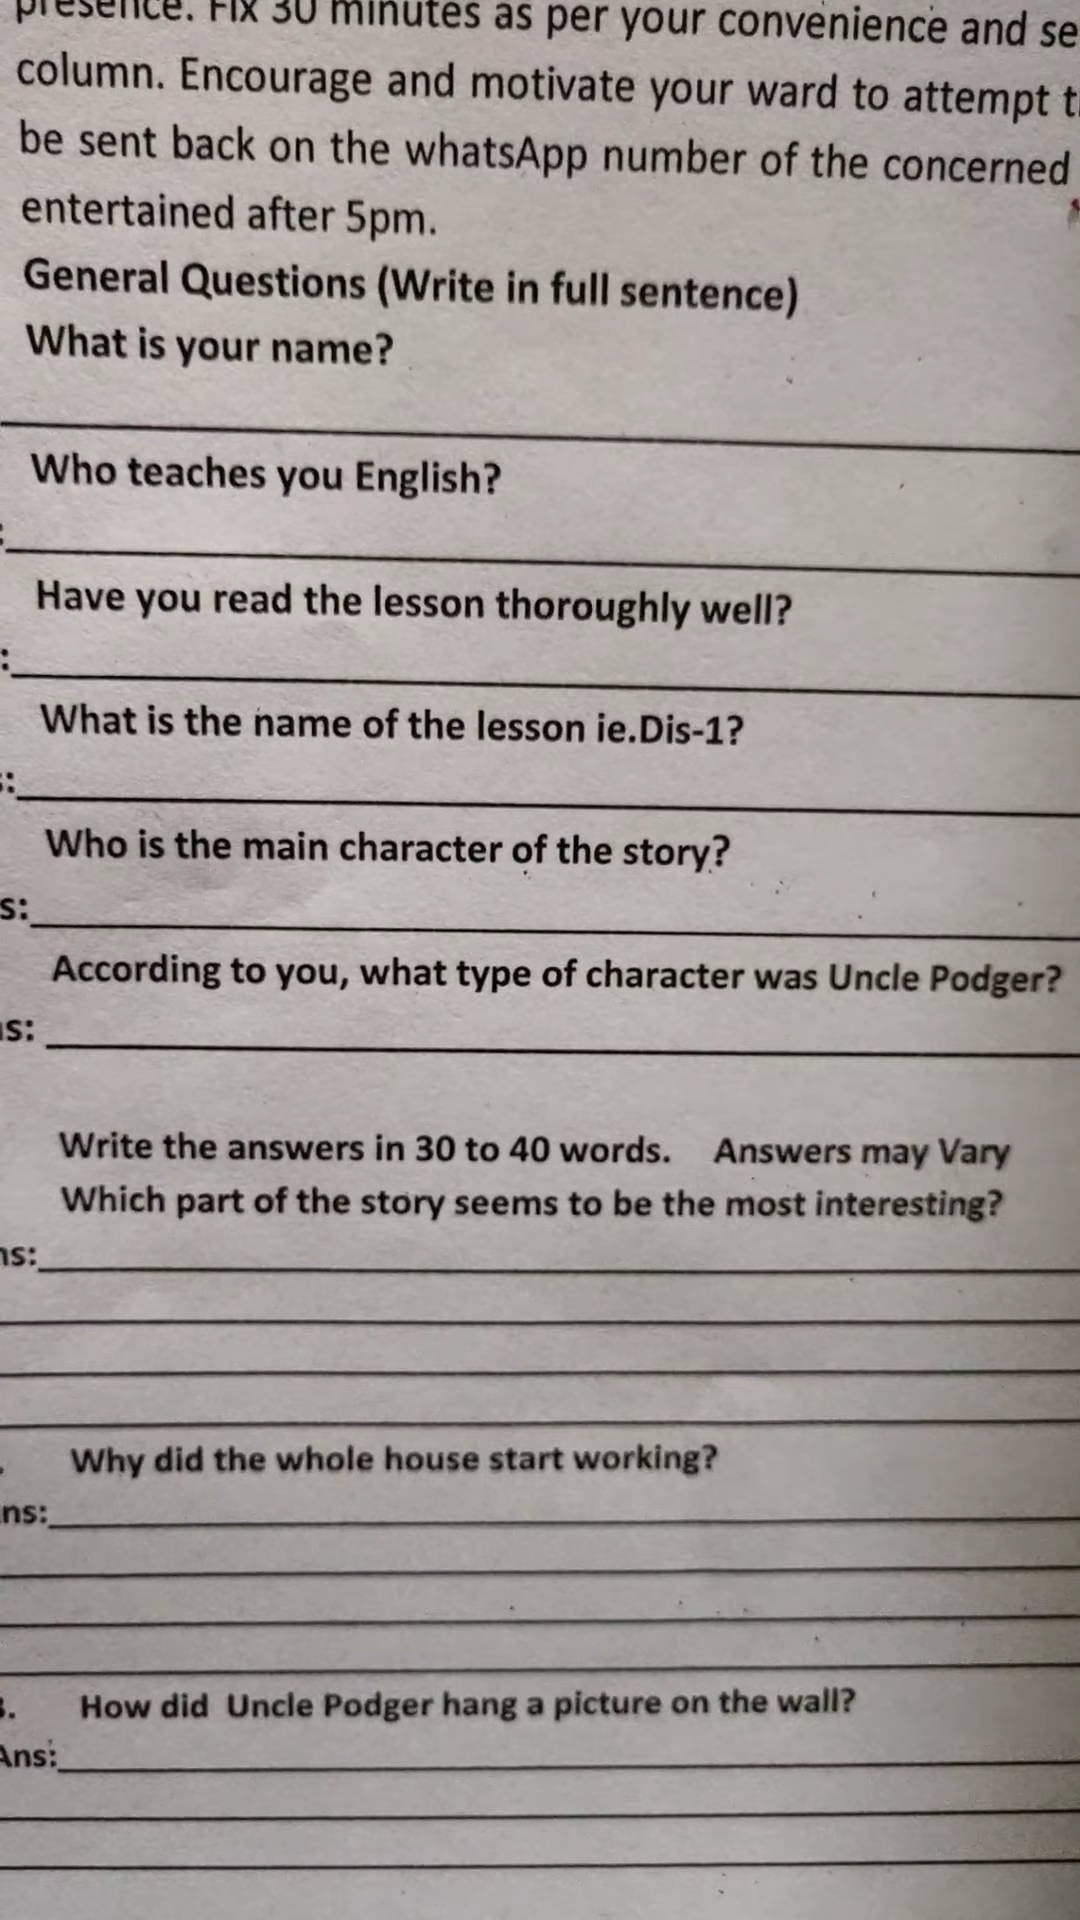 presence. Fix 30 minutes as per your convenience and se
column. Encourage and motivate your ward to attempt t
be sent back on the whatsApp number of the concerned
entertained after 5pm.
General Questions (Write in full sentence)
What is your name?
Who teaches you English?
:
Have you read the lesson thoroughly well?
:
What is the name of the lesson ie.Dis-1?
s:
Who is the main character of the story?
s:
According to you, what type of character was Uncle Podger?
ns:
Write the answers in 30 to 40 words. Answers may Vary
Which part of the story seems to be the most interesting?
ns:
. Why did the whole house start working?
ns:
3. How did Uncle Podger hang a picture on the wall?
Ans: